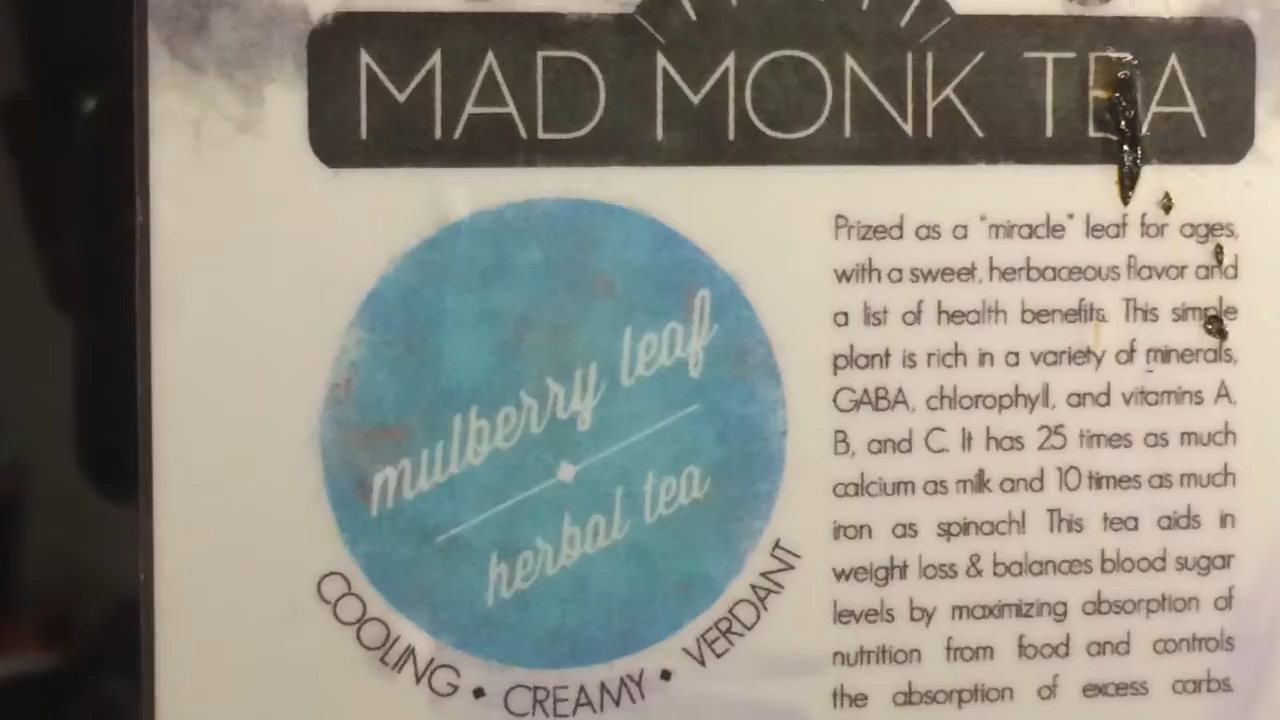 MAD MONK TEA
mulberry leaf
herbal tea
COOLING • CREAMY • VERDANT
Prized as a "miracle" leaf for ages,
with a sweet, herbaceous flavor and
a list of health benefits. This simple
plant is rich in a variety of minerals,
GABA, chlorophyll, and vitamins A,
B, and C. It has 25 times as much
calcium as milk and 10 times as much
iron as spinach! This tea aids in
weight loss & balances blood sugar
levels by maximizing absorption of
nutrition from food and controls
the absorption of excess carbs.